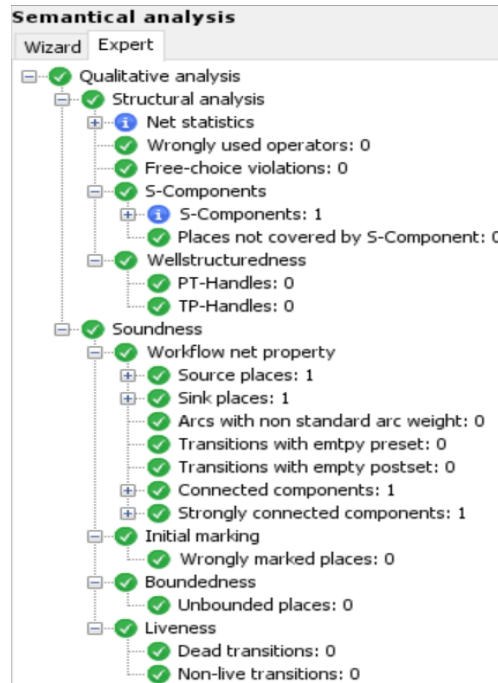 Semantical analysis
Wizard Expert
Qualitative analysis
Structural analysis
Net statistics
Wrongly used operators: 0
Free-choice violations: 0
S-Components
S-Components: 1
Places not covered by S-Component: 0
Wellstructuredness
PT-Handles: 0
TP-Handles: 0
Soundness
Workflow net property
Source places: 1
Sink places: 1
Arcs with non standard arc weight: 0
Transitions with emtpy preset: 0
Transitions with empty postset: 0
Connected components: 1
Strongly connected components: 1
Initial marking
Wrongly marked places: 0
Boundedness
Unbounded places: 0
Liveness
Dead transitions: 0
Non-live transitions: 0